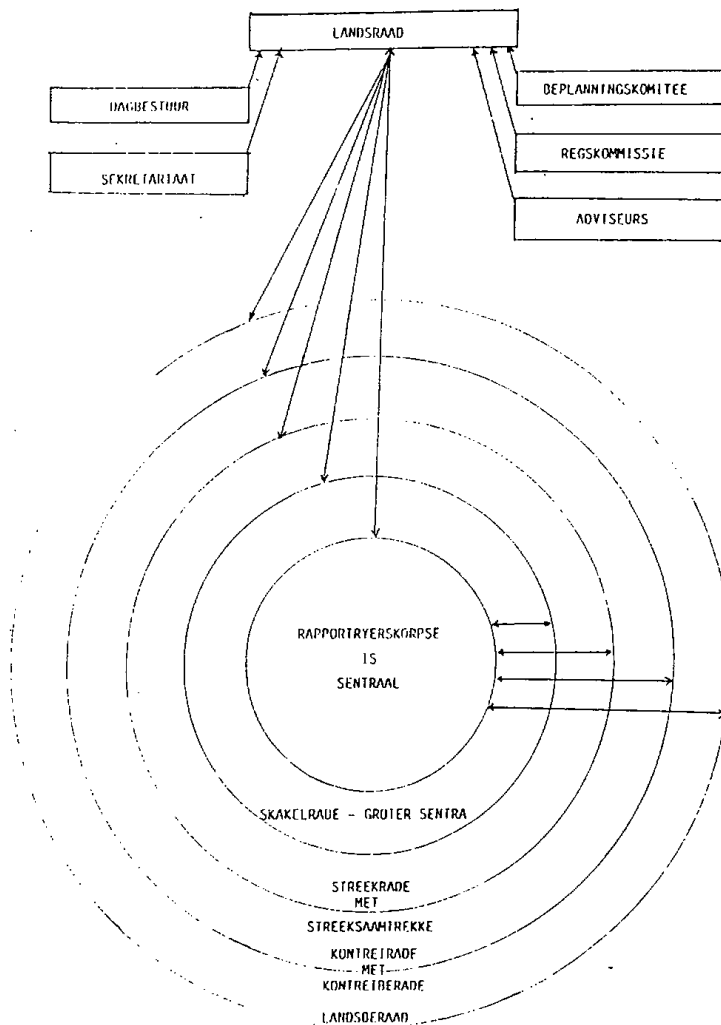 LANDSRAAD
DAGBESTUUR
BEPLANNINGSKOMITEE
SEKRETARIAAT
REGSKOMMISSIE
ADVISEURS
RAPPORTRYERSKORPSE
IS
SENTRAAL
SKAKELRADE - GROTER SENTRA
STREEKRADE
MET
STREEKSAAMTREKKE
KONTREIRADE
MET
KONTREIBERADE
LANDSBERAAD